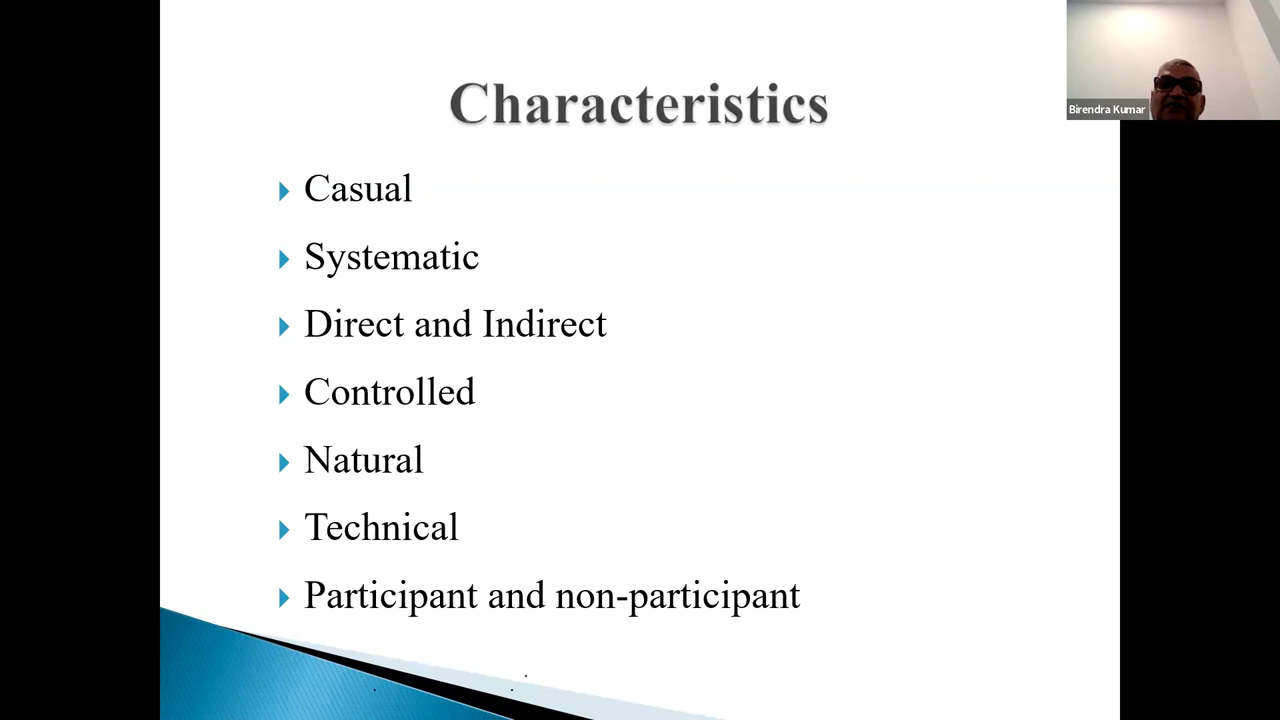 Characteristics
Casual
Systematic
Direct and Indirect
Controlled
Natural
Technical
Participant and non-participant
Birendra Kumar